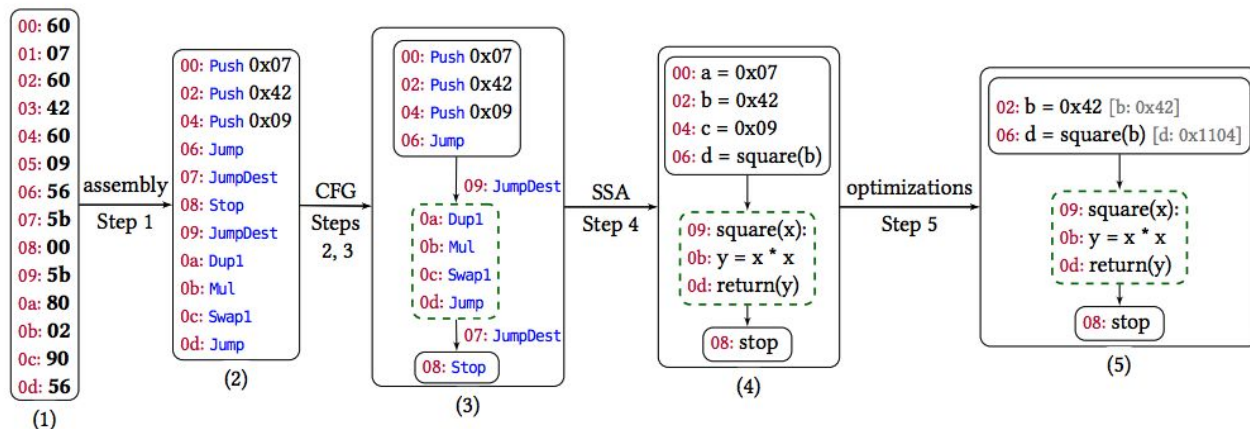 00: 60
01: 07
02: 60
03: 42
04: 60
05: 09
06: 56
07: 5b
08: 00
09: 5b
0a: 80
0b: 02
0c: 90
0d: 56
(1)
assembly
Step 1
00: Push 0x07
02: Push 0x42
04: Push 0x09
06: Jump
07: JumpDest
08: Stop
09: JumpDest
0a: Dup1
0b: Mul
0c: Swap1
0d: Jump
(2)
CFG
Steps
2, 3
00: Push 0x07
02: Push 0x42
04: Push 0x09
06: Jump
09: JumpDest
0a: Dup1
0b: Mul
0c: Swap1
0d: Jump
07: JumpDest
08: Stop
(3)
SSA
Step 4
00: a = 0x07
02: b = 0x42
04: c = 0x09
06: d = square(b)
09: square(x):
0b: y = x * x
0d: return(y)
08: stop
(4)
optimizations
Step 5
02: b = 0x42 [b: 0x42]
06: d = square(b) [d: 0x1104]
09: square(x):
0b: y = x * x
0d: return(y)
08: stop
(5)